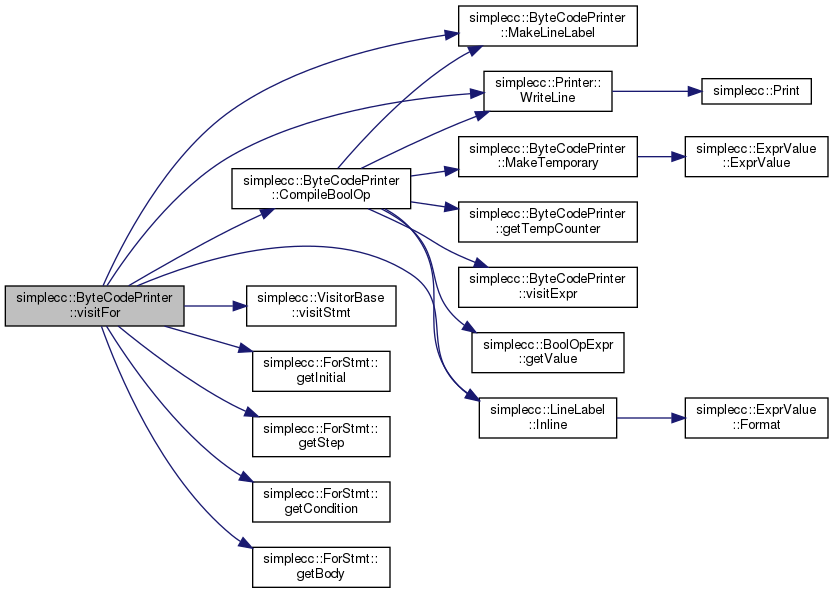 simplecc::ByteCodePrinter
::visitFor
simplecc::ByteCodePrinter
::CompileBoolOp
simplecc::VisitorBase
::visitStmt
simplecc::ForStmt::
getInitial
simplecc::ForStmt::
getStep
simplecc::ForStmt::
getCondition
simplecc::ForStmt::
getBody
simplecc::ByteCodePrinter
::MakeLineLabel
simplecc::Printer::
WriteLine
simplecc::ByteCodePrinter
::MakeTemporary
simplecc::ByteCodePrinter
::getTempCounter
simplecc::ByteCodePrinter
::visitExpr
simplecc::BoolOpExpr
::getValue
simplecc::LineLabel
::Inline
simplecc::Print
simplecc::ExprValue
::ExprValue
simplecc::ExprValue
::Format